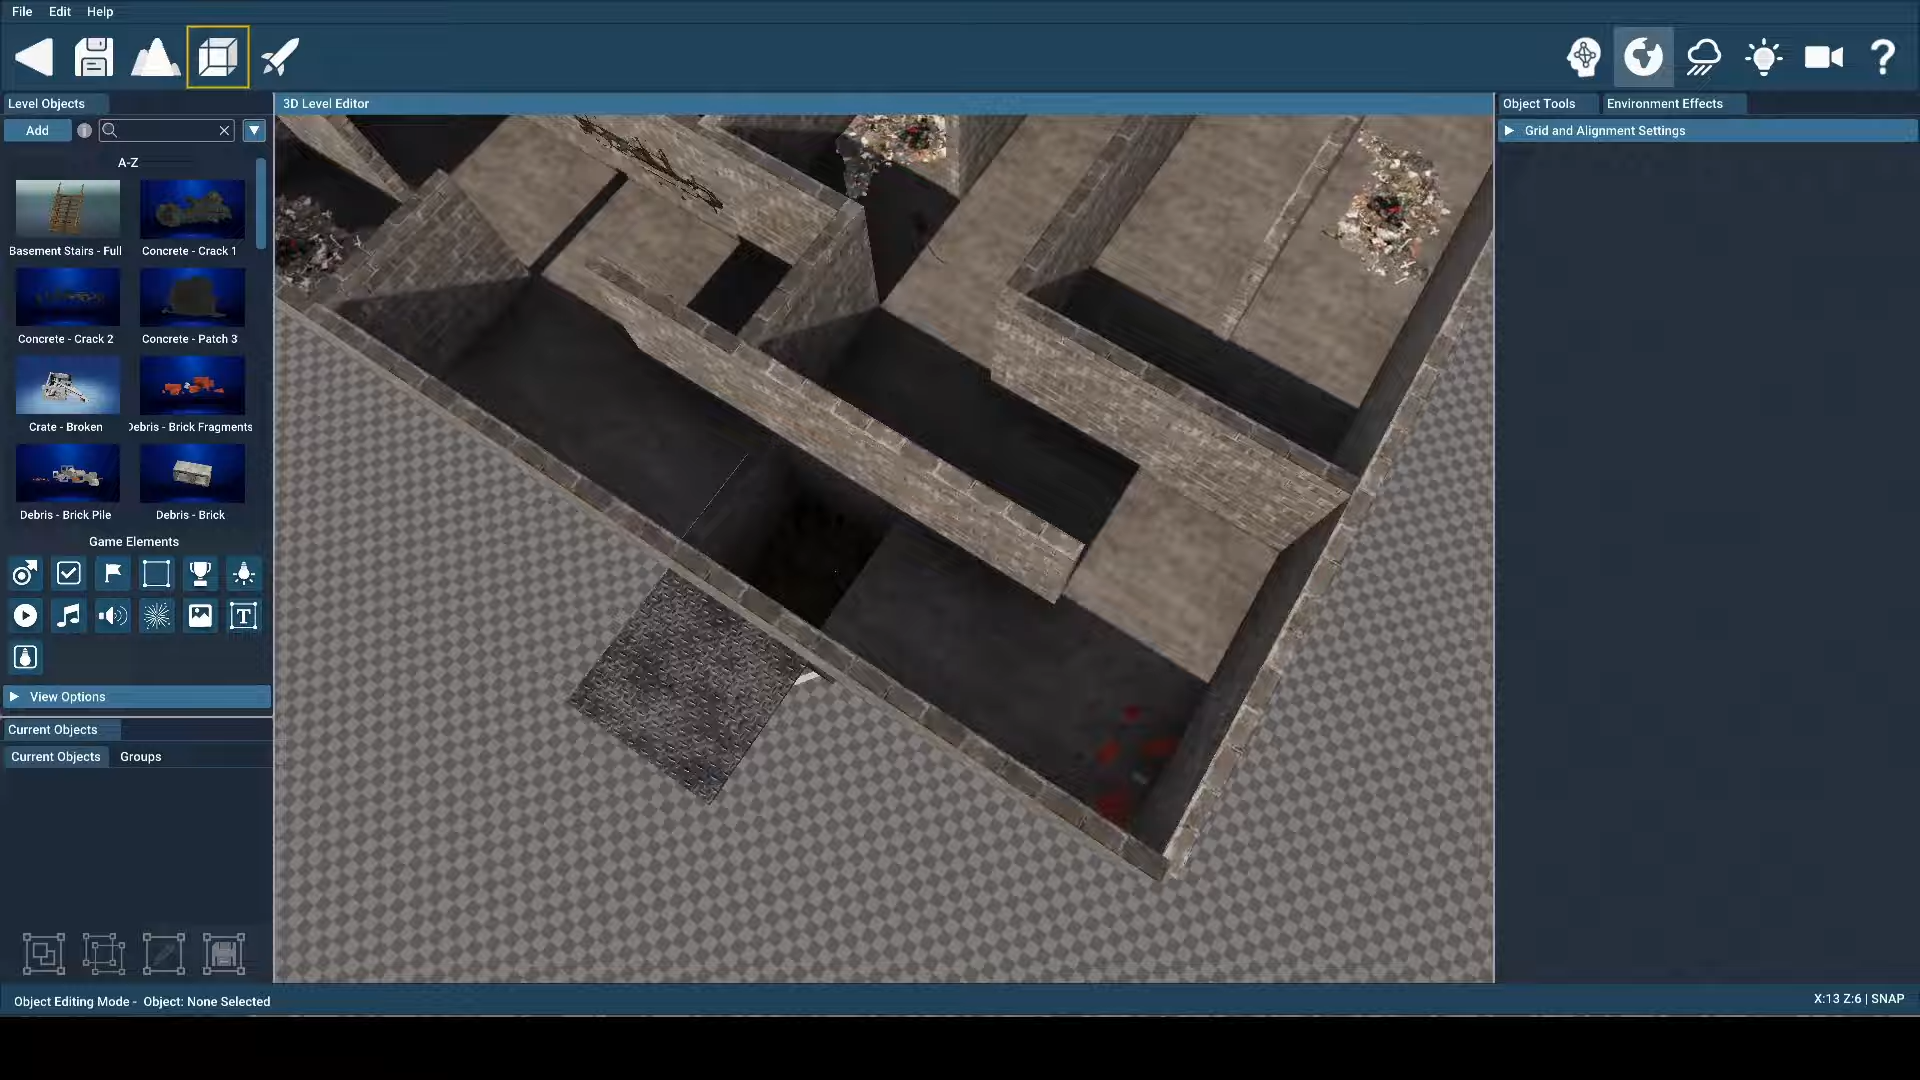 File Edit Help
Level Objects
3D Level Editor
Object Tools
Environment Effects
Add
Grid and Alignment Settings
A-Z
Basement Stairs - Full
Concrete - Crack 1
Concrete - Crack 2
Concrete - Patch 3
Crate - Broken
Debris - Brick Fragments
Debris - Brick Pile
Debris - Brick
Game Elements
View Options
Current Objects
Current Objects
Groups
Object Editing Mode - Object: None Selected
X:13 Z:6 | SNAP